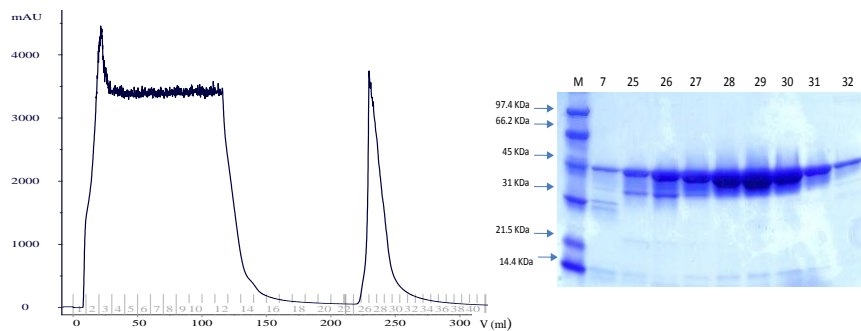 mAU
4000
3000
2000
1000
0
1 2 3 4 5 6 7 8 9 10 12 14 16 18 20 22 26 28 30 32 34 36 38 40
0 50 100 150 200 250 300 V (ml)
M 7 25 26 27 28 29 30 31 32
97.4 KDa
66.2 KDa
45 KDa
31 KDa
21.5 KDa
14.4 KDa